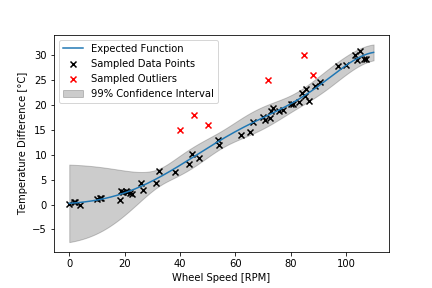 Expected Function
Sampled Data Points
Sampled Outliers
99% Confidence Interval
Temperature Difference [°C]
30
25
20
15
10
5
0
−5
0 20 40 60 80 100
Wheel Speed [RPM]